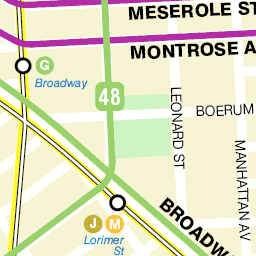 MESEROLE ST
MONTROSE A
G
Broadway
48
BOERUM
LEONARD ST
MANHATTAN AV
BROADW
J M
Lorimer
St